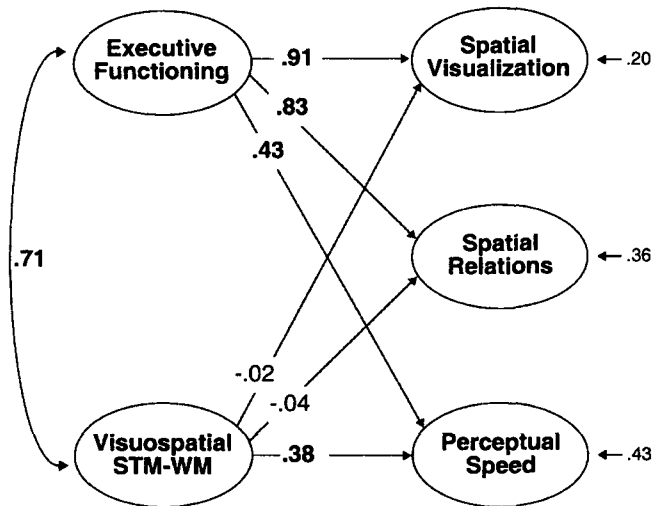 Executive
Functioning
.91
Spatial
Visualization
.20
.83
.43
.71
Spatial
Relations
.36
-.02
-.04
Visuospatial
STM-WM
.38
Perceptual
Speed
.43